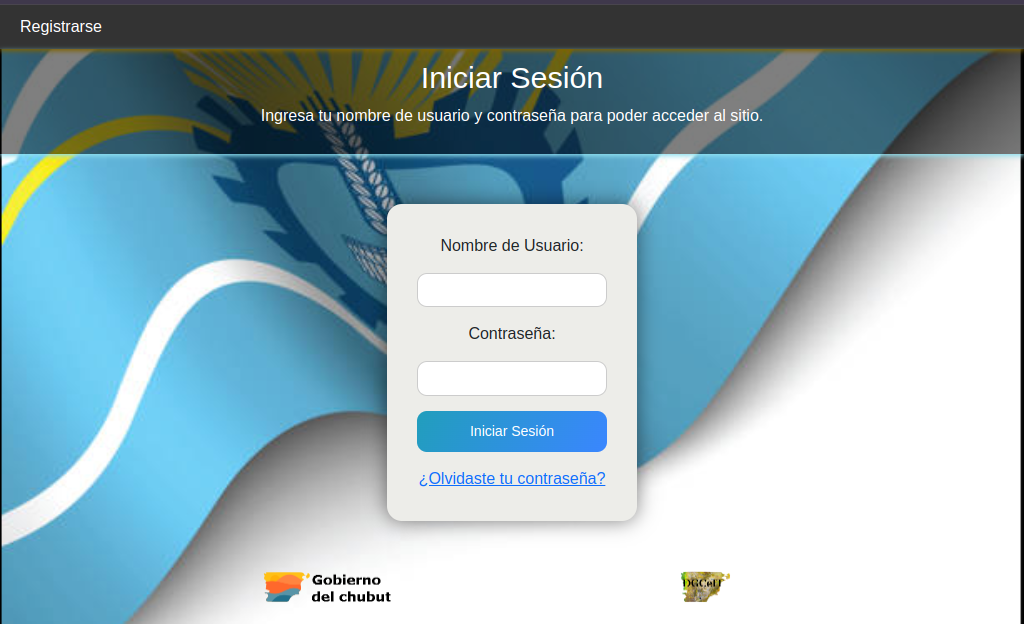 Registrarse
Iniciar Sesión
Ingresa tu nombre de usuario y contraseña para poder acceder al sitio.
Nombre de Usuario:
Contraseña:
Iniciar Sesión
¿Olvidaste tu contraseña?
Gobierno
del chubut